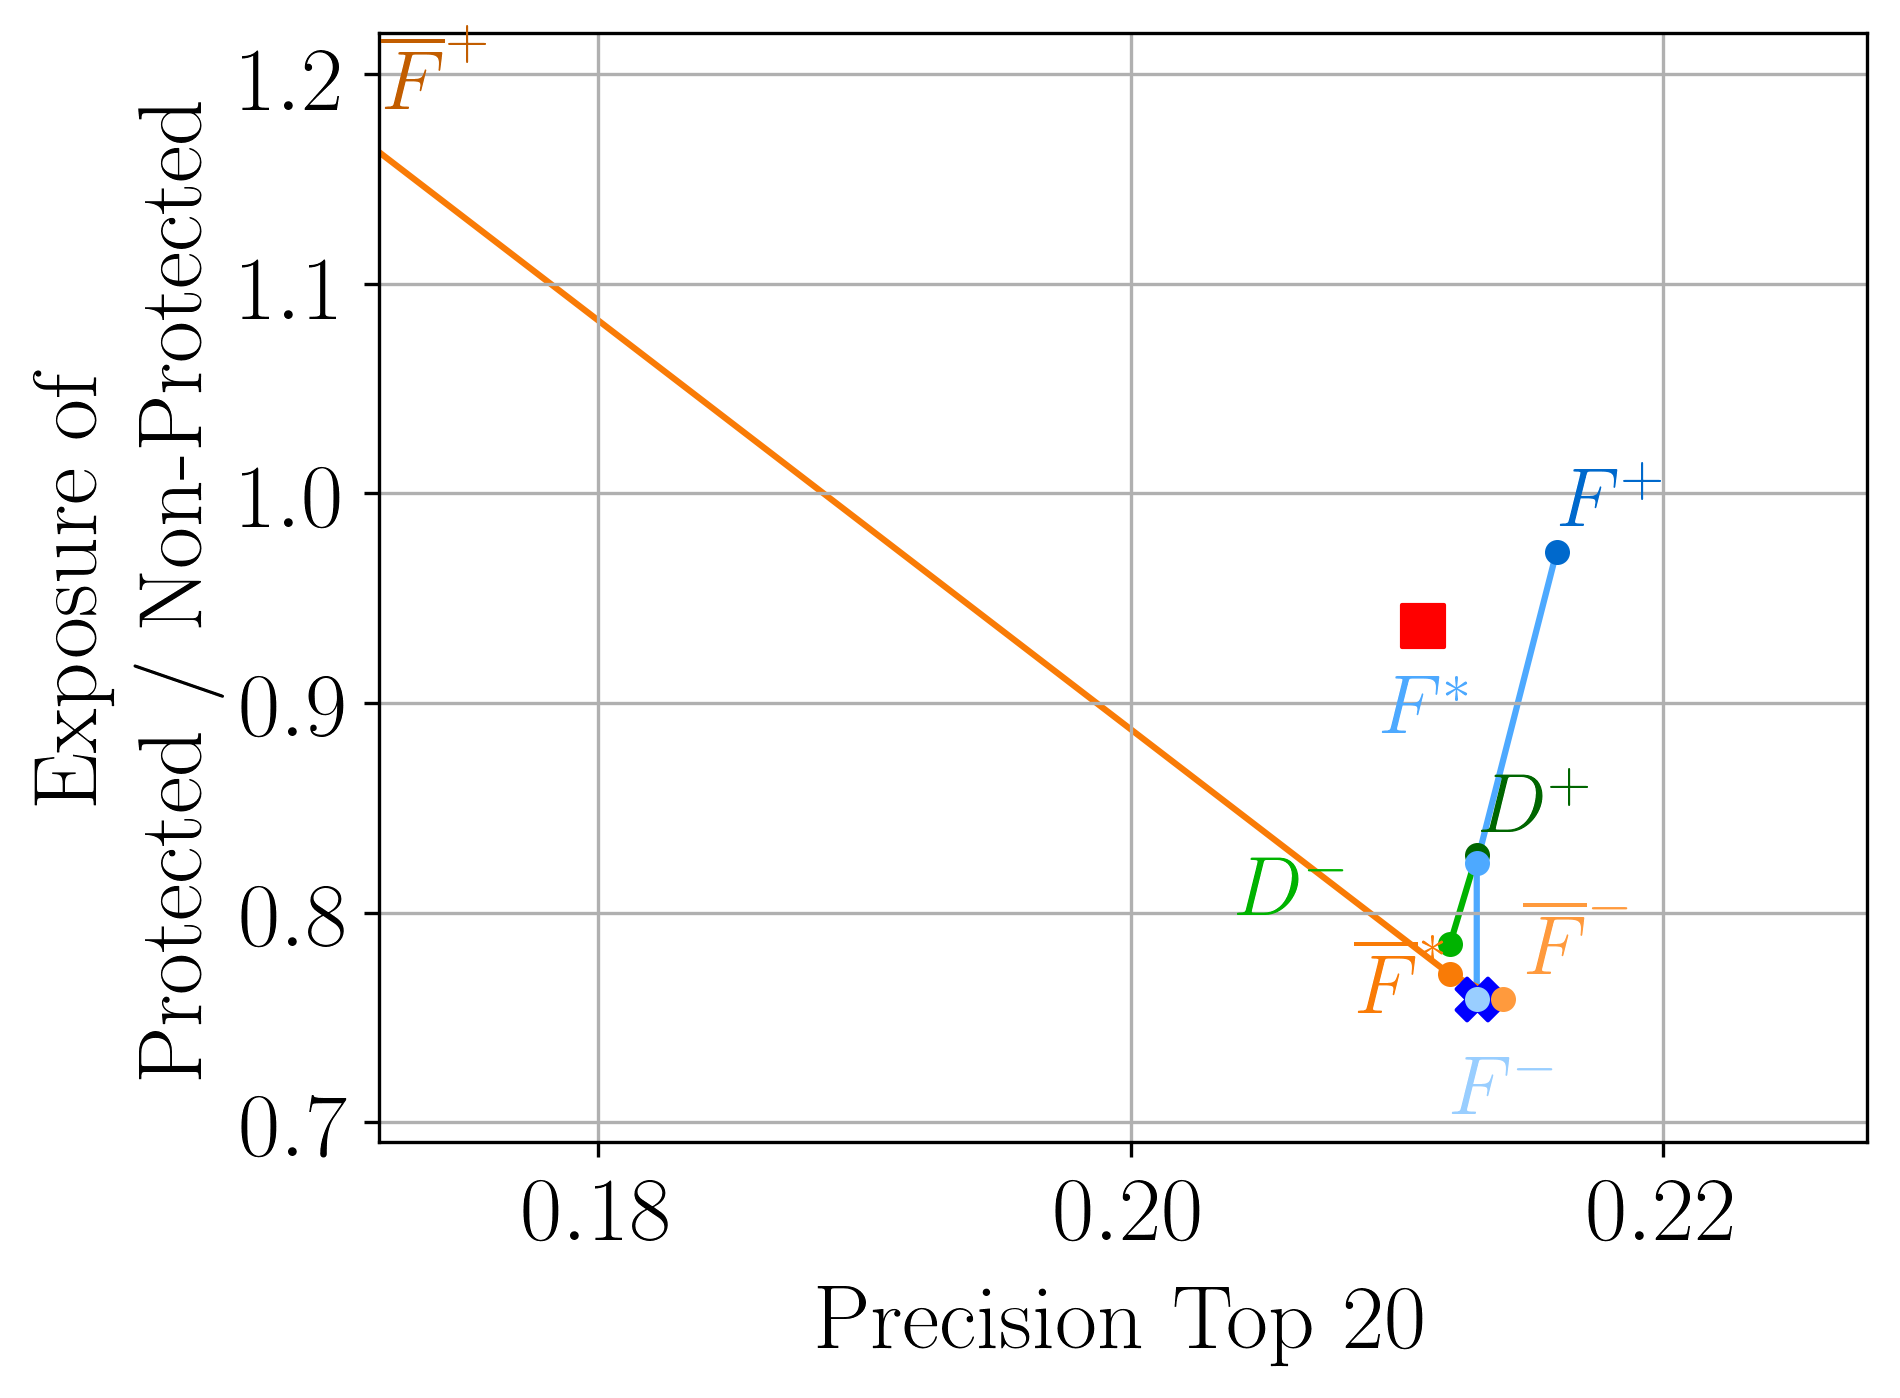 Exposure of
Protected / Non-Protected
1.2
1.1
1.0
0.9
0.8
0.7
F̅⁺
F⁺
F*
D⁺
D⁻
F̅⁻
F̅*
F⁻
0.18 0.20 0.22
Precision Top 20